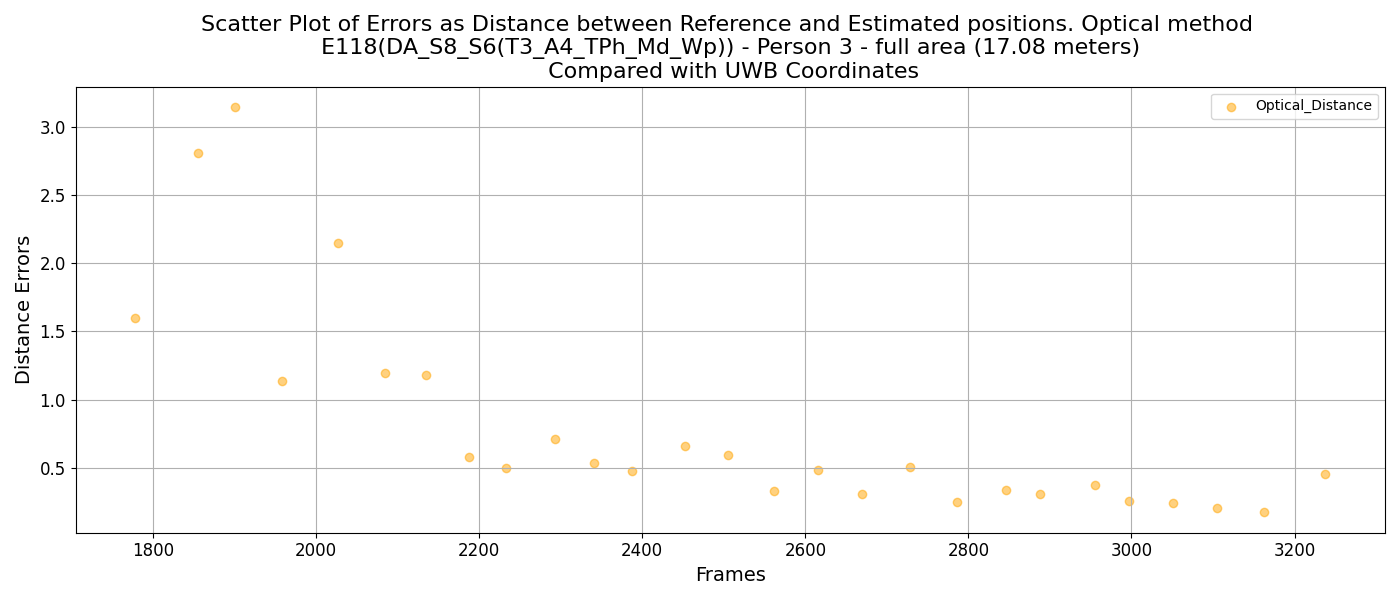 Scatter Plot of Errors as Distance between Reference and Estimated positions. Optical method
E118(DA_S8_S6(T3_A4_TPh_Md_Wp)) - Person 3 - full area (17.08 meters)
Compared with UWB Coordinates
Optical_Distance
Distance Errors
3.0
2.5
2.0
1.5
1.0
0.5
1800 2000 2200 2400 2600 2800 3000 3200
Frames